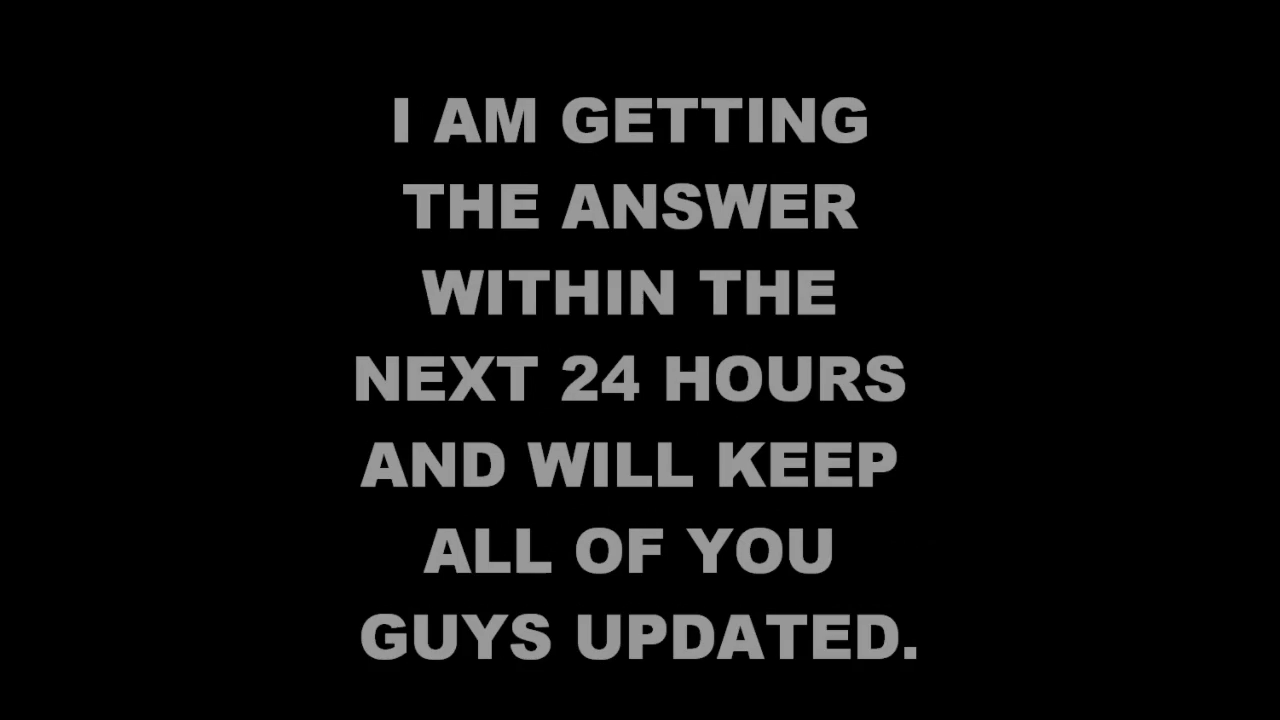 I AM GETTING
THE ANSWER
WITHIN THE
NEXT 24 HOURS
AND WILL KEEP
ALL OF YOU
GUYS UPDATED.